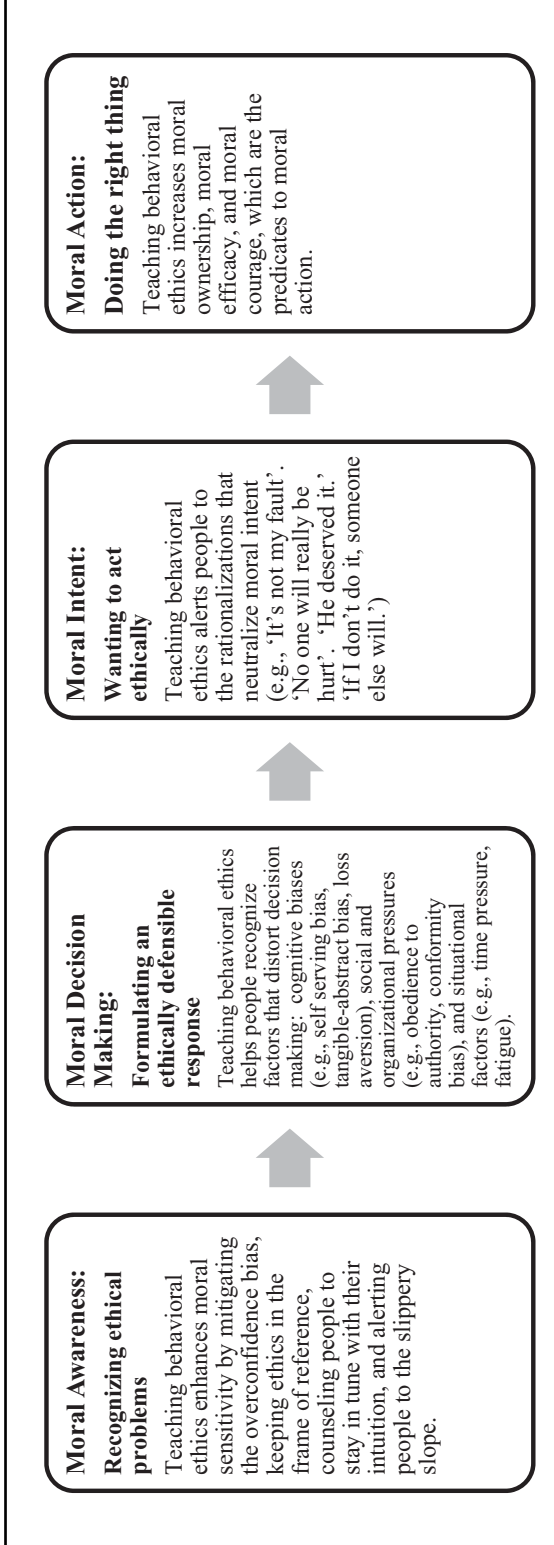 Moral Awareness:
Recognizing ethical
problems
Teaching behavioral
ethics enhances moral
sensitivity by mitigating
the overconfidence bias,
keeping ethics in the
frame of reference,
counseling people to
stay in tune with their
intuition, and alerting
people to the slippery
slope.
Moral Decision
Making:
Formulating an
ethically defensible
response
Teaching behavioral ethics
helps people recognize
factors that distort decision
making: cognitive biases
(e.g., self serving bias,
tangible-abstract bias, loss
aversion), social and
organizational pressures
(e.g., obedience to
authority, conformity
bias), and situational
factors (e.g., time pressure,
fatigue).
Moral Intent:
Wanting to act
ethically
Teaching behavioral
ethics alerts people to
the rationalizations that
neutralize moral intent
(e.g., ‘It’s not my fault’.
‘No one will really be
hurt’. ‘He deserved it.’
‘If I don’t do it, someone
else will.’)
Moral Action:
Doing the right thing
Teaching behavioral
ethics increases moral
ownership, moral
efficacy, and moral
courage, which are the
predicates to moral
action.